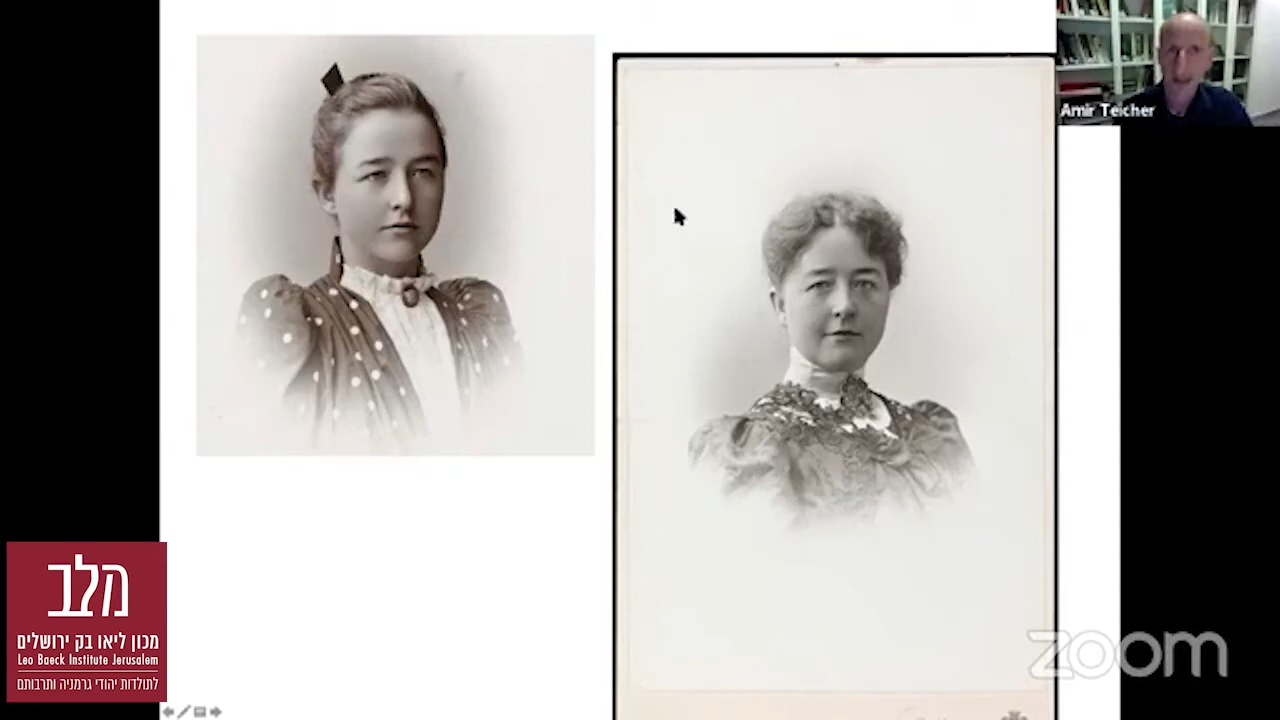 Amir Teicher
מלב
מכון ליאו בק ירושלים
Leo Baeck Institute Jerusalem
לתולדות יהודי גרמניה ותרבותם
zoom